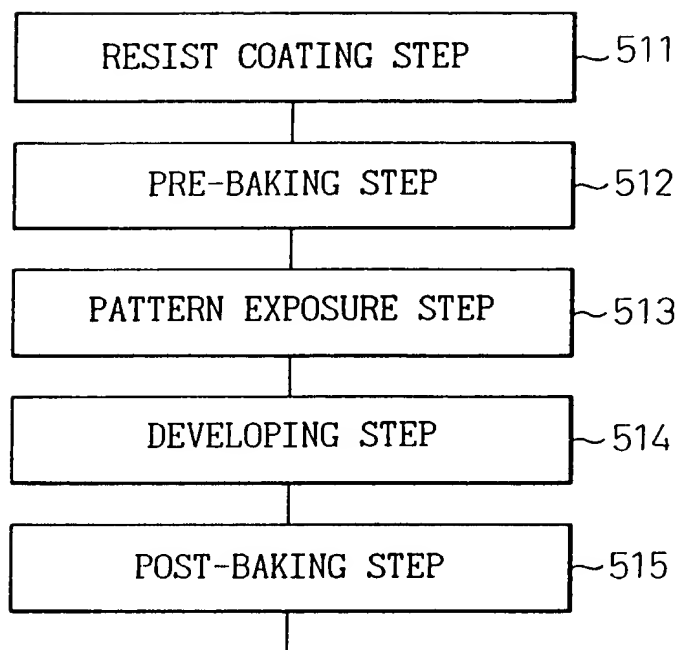 RESIST COATING STEP 511
PRE-BAKING STEP 512
PATTERN EXPOSURE STEP 513
DEVELOPING STEP 514
POST-BAKING STEP 515